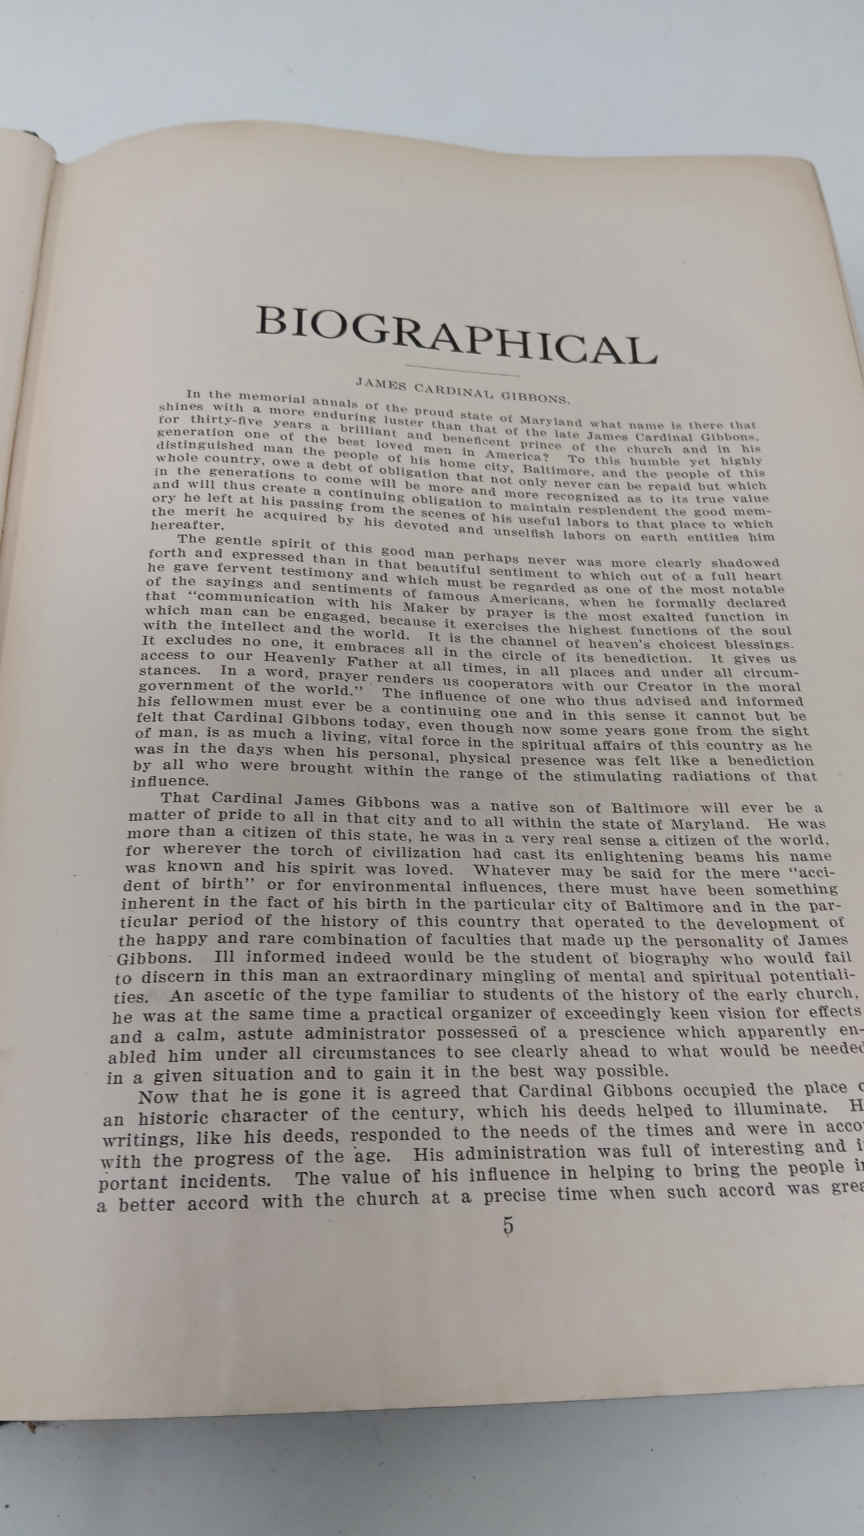 BIOGRAPHICAL
JAMES CARDINAL GIBBONS.
In the memorial annals of the proud state of Maryland what name is there that
shines with a more enduring luster than that of the late James Cardinal Gibbons,
for thirty-five years a brilliant and beneficent prince of the church and in his
generation one of the best loved men in America? To this humble yet highly
distinguished man the people of his home city, Baltimore, and the people of this
whole country, owe a debt of obligation that not only never can be repaid but which
in the generations to come will be more and more recognized as to its true value
and will thus create a continuing obligation to maintain resplendent the good mem-
ory he left at his passing from the scenes of his useful labors to that place to which
the merit he acquired by his devoted and unselfish labors on earth entitles him
hereafter.
The gentle spirit of this good man perhaps never was more clearly shadowed
forth and expressed than in that beautiful sentiment to which out of a full heart
he gave fervent testimony and which must be regarded as one of the most notable
of the sayings and sentiments of famous Americans, when he formally declared
that "communication with his Maker by prayer is the most exalted function in
which man can be engaged, because it exercises the highest functions of the soul
with the intellect and the world. It is the channel of heaven's choicest blessings.
It excludes no one, it embraces all in the circle of its benediction. It gives us
access to our Heavenly Father at all times, in all places and under all circum-
stances. In a word, prayer renders us cooperators with our Creator in the moral
government of the world." The influence of one who thus advised and informed
his fellowmen must ever be a continuing one and in this sense it cannot but be
felt that Cardinal Gibbons today, even though now some years gone from the sight
of man, is as much a living, vital force in the spiritual affairs of this country as he
was in the days when his personal, physical presence was felt like a benediction
by all who were brought within the range of the stimulating radiations of that
influence.
That Cardinal James Gibbons was a native son of Baltimore will ever be a
matter of pride to all in that city and to all within the state of Maryland. He was
more than a citizen of this state, he was in a very real sense a citizen of the world,
for wherever the torch of civilization had cast its enlightening beams his name
was known and his spirit was loved. Whatever may be said for the mere "acci-
dent of birth" or for environmental influences, there must have been something
inherent in the fact of his birth in the particular city of Baltimore and in the par-
ticular period of the history of this country that operated to the development of
the happy and rare combination of faculties that made up the personality of James
Gibbons. Ill informed indeed would be the student of biography who would fail
to discern in this man an extraordinary mingling of mental and spiritual potentiali-
ties. An ascetic of the type familiar to students of the history of the early church,
he was at the same time a practical organizer of exceedingly keen vision for effects
and a calm, astute administrator possessed of a prescience which apparently en-
abled him under all circumstances to see clearly ahead to what would be needed
in a given situation and to gain it in the best way possible.
Now that he is gone it is agreed that Cardinal Gibbons occupied the place
an historic character of the century, which his deeds helped to illuminate.
writings, like his deeds, responded to the needs of the times and were in
with the progress of the age. His administration was full of interesting and
portant incidents. The value of his influence in helping to bring the people
a better accord with the church at a precise time when such accord was
5